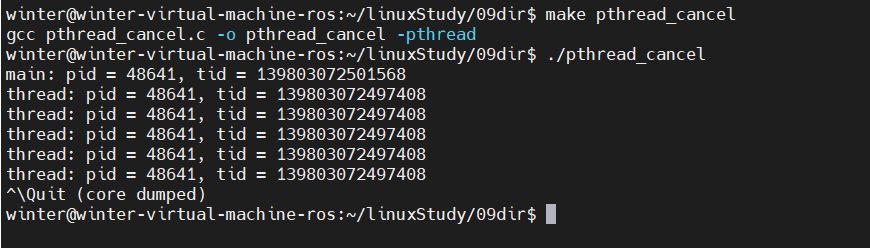 winter@winter-virtual-machine-ros:~/linuxStudy/09dir$ make pthread_cancel
gcc pthread_cancel.c -o pthread_cancel -pthread
winter@winter-virtual-machine-ros:~/linuxStudy/09dir$ ./pthread_cancel
main: pid = 48641, tid = 139803072501568
thread: pid = 48641, tid = 139803072497408
thread: pid = 48641, tid = 139803072497408
thread: pid = 48641, tid = 139803072497408
thread: pid = 48641, tid = 139803072497408
thread: pid = 48641, tid = 139803072497408
^\Quit (core dumped)
winter@winter-virtual-machine-ros:~/linuxStudy/09dir$